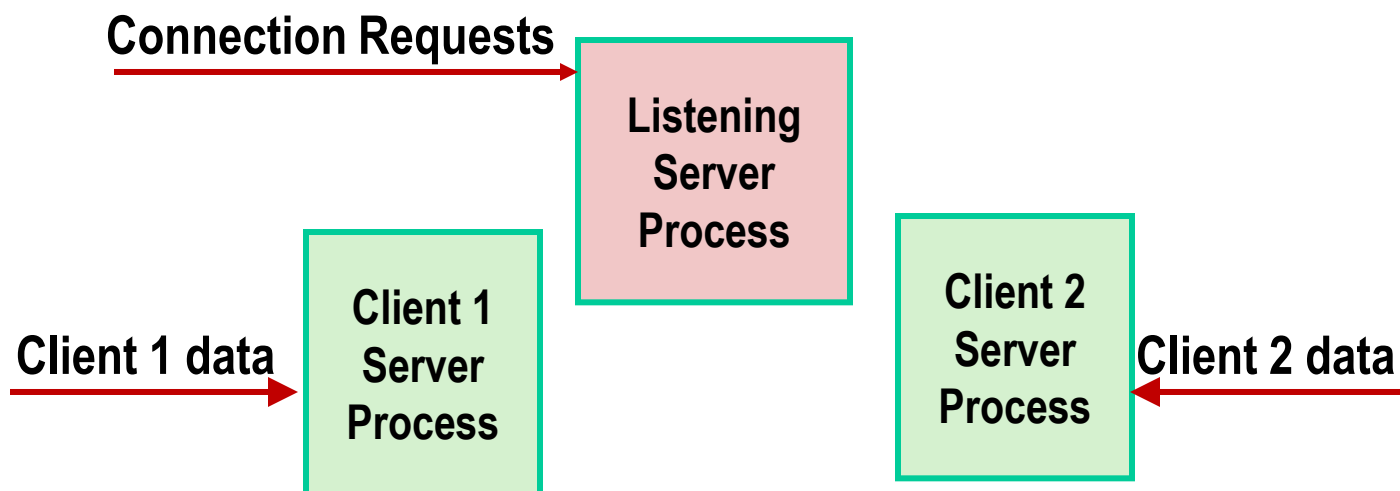 Connection Requests
Listening
Server
Process
Client 1
Server
Process
Client 2
Server
Process
Client 1 data
Client 2 data